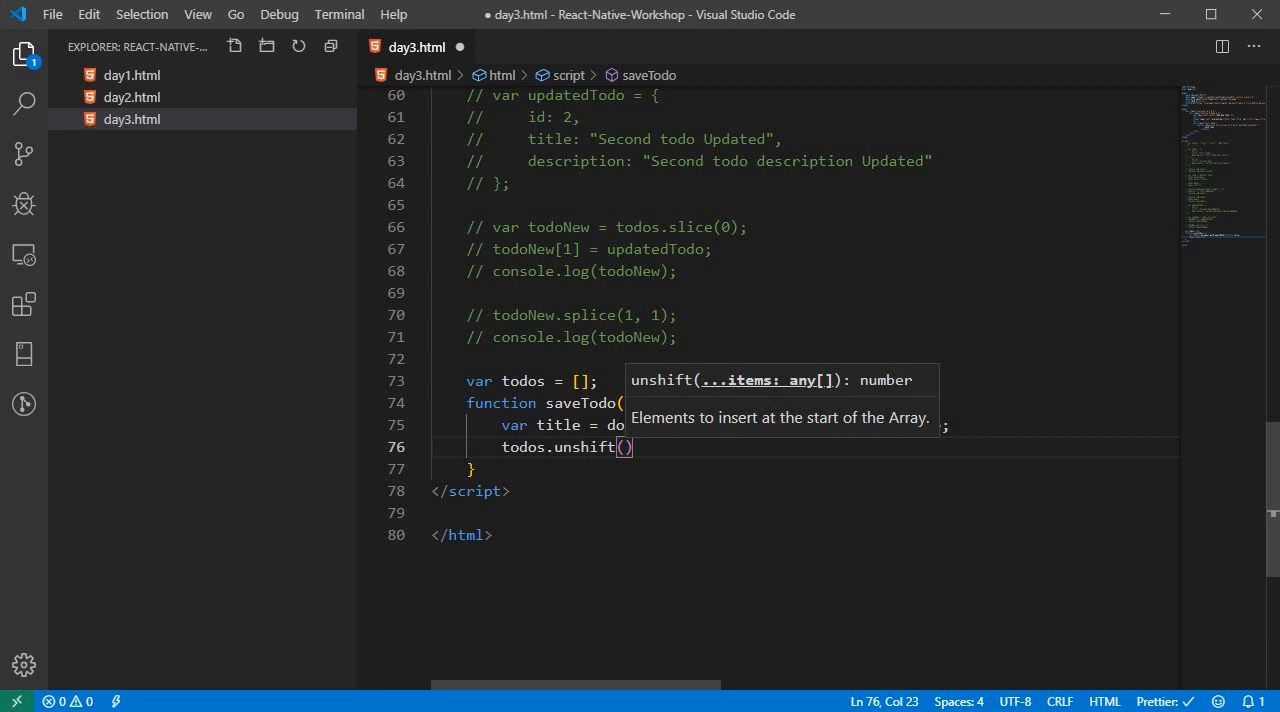 File Edit Selection View Go Debug Terminal Help ● day3.html - React-Native-Workshop - Visual Studio Code
EXPLORER: REACT-NATIVE-...
day1.html
day2.html
day3.html
1
day3.html ●
day3.html > html > script > saveTodo
60 // var updatedTodo = {
61 // id: 2,
62 // title: "Second todo Updated",
63 // description: "Second todo description Updated"
64 // };
65
66 // var todoNew = todos.slice(0);
67 // todoNew[1] = updatedTodo;
68 // console.log(todoNew);
69
70 // todoNew.splice(1, 1);
71 // console.log(todoNew);
72
73 var todos = [];
74 function saveTodo(
75 var title = do ;
76 todos.unshift()
77 }
78 </script>
79
80 </html>
unshift(...items: any[]): number
Elements to insert at the start of the Array.
0 0 Ln 76, Col 23 Spaces: 4 UTF-8 CRLF HTML Prettier: ✓ 1